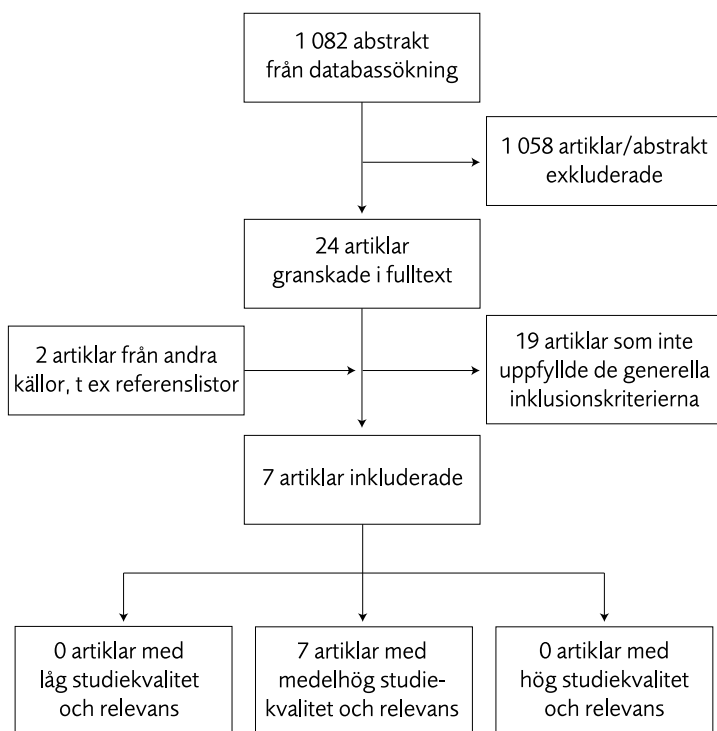 1 082 abstrakt
från databassökning
1 058 artiklar/abstrakt
exkluderade
24 artiklar
granskade i fulltext
2 artiklar från andra
källor, t ex referenslistor
19 artiklar som inte
uppfyllde de generella
inklusionskriterierna
7 artiklar inkluderade
0 artiklar med
låg studiekvalitet
och relevans
7 artiklar med
medelhög studie-
kvalitet och relevans
0 artiklar med
hög studiekvalitet
och relevans